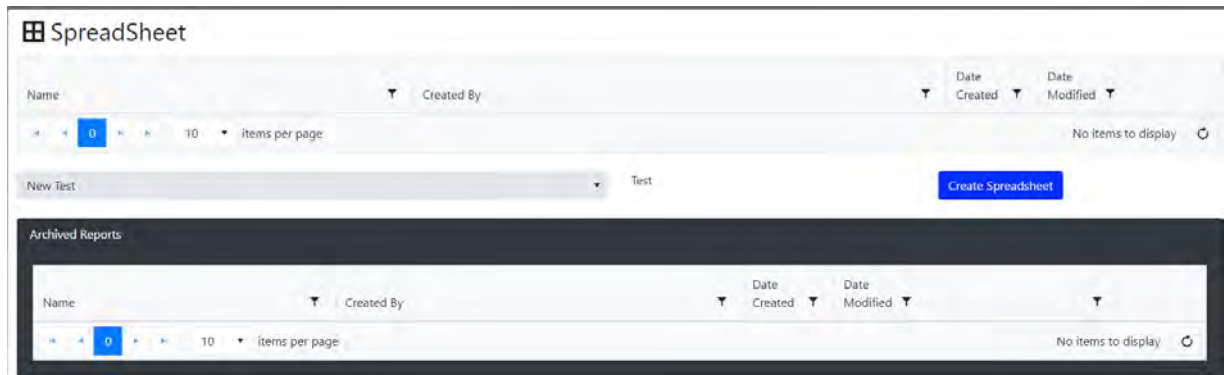 SpreadSheet
Name Created By Date Created Date Modified
0 10 items per page No items to display
New Test Test Create Spreadsheet
Archived Reports
Name Created By Date Created Date Modified
0 10 items per page No items to display